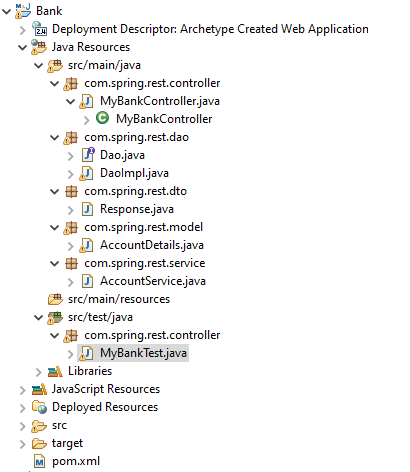 Bank
Deployment Descriptor: Archetype Created Web Application
Java Resources
src/main/java
com.spring.rest.controller
MyBankController.java
MyBankController
com.spring.rest.dao
Dao.java
DaoImpl.java
com.spring.rest.dto
Response.java
com.spring.rest.model
AccountDetails.java
com.spring.rest.service
AccountService.java
src/main/resources
src/test/java
com.spring.rest.controller
MyBankTest.java
Libraries
JavaScript Resources
Deployed Resources
src
target
pom.xml